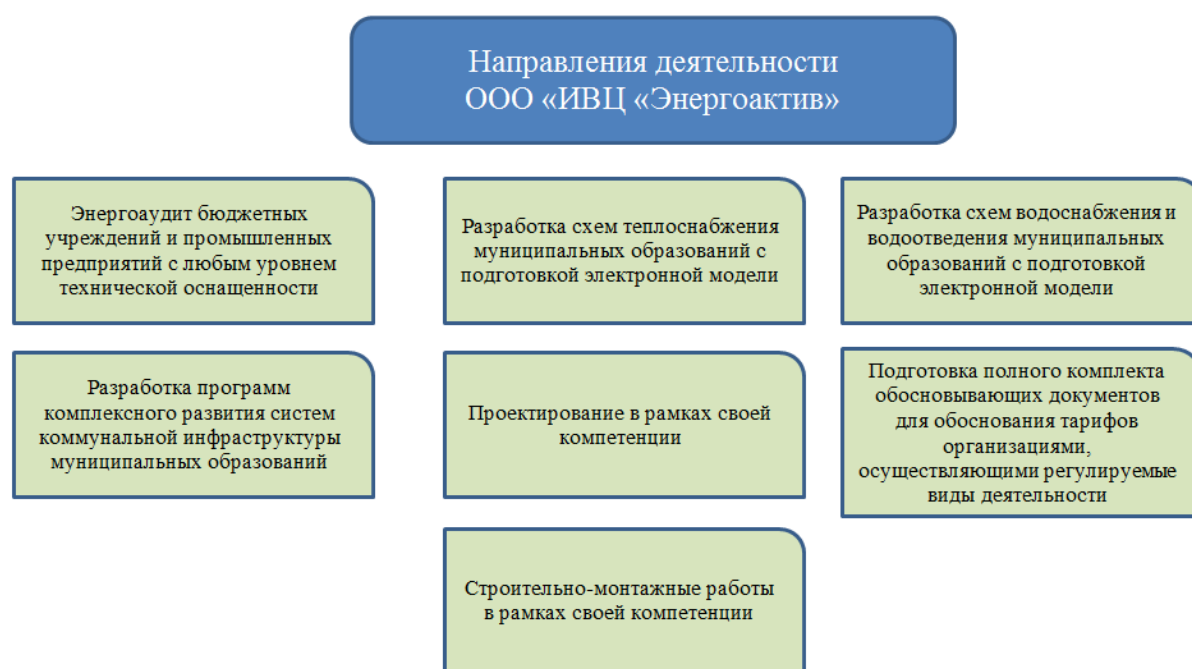 Направления деятельности
ООО «ИВЦ «Энергоактив»
Энергоаудит бюджетных
учреждений и промышленных
предприятий с любым уровнем
технической оснащенности
Разработка схем теплоснабжения
муниципальных образований с
подготовкой электронной модели
Разработка схем водоснабжения и
водоотведения муниципальных
образований с подготовкой
электронной модели
Разработка программ
комплексного развития систем
коммунальной инфраструктуры
муниципальных образований
Проектирование в рамках своей
компетенции
Подготовка полного комплекта
обосновывающих документов
для обоснования тарифов
организациями,
осуществляющими регулируемые
виды деятельности
Строительно-монтажные работы
в рамках своей компетенции